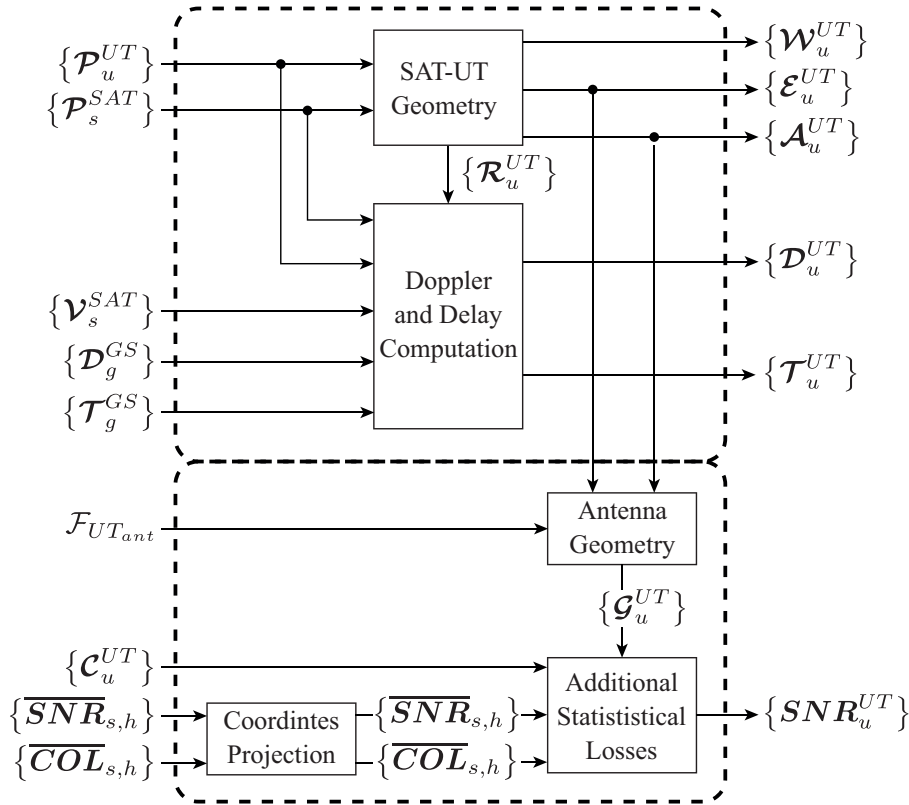 {𝒫_u^{UT}}
{𝒫_s^{SAT}}
SAT-UT
Geometry
{𝒲_u^{UT}}
{ℰ_u^{UT}}
{𝒜_u^{UT}}
{ℛ_u^{UT}}
{𝒱_s^{SAT}}
{𝒟_g^{GS}}
{𝒯_g^{GS}}
Doppler
and Delay
Computation
{𝒟_u^{UT}}
{𝒯_u^{UT}}
ℱ_{UT_{ant}}
Antenna
Geometry
{𝒢_u^{UT}}
{𝒞_u^{UT}}
{\overline{SNR}_{s,h}}
{\overline{COL}_{s,h}}
Coordintes
Projection
{\overline{SNR}_{s,h}}
{\overline{COL}_{s,h}}
Additional
Statististical
Losses
{SNR_u^{UT}}